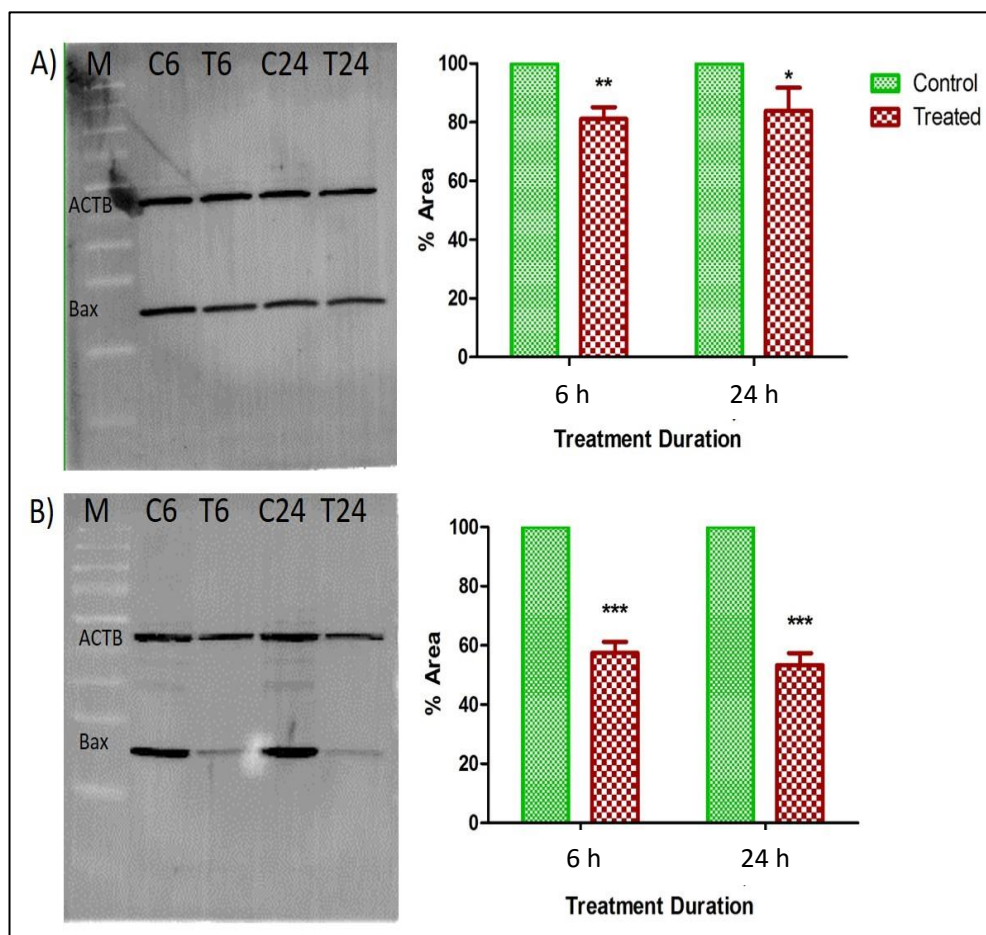 A)
M C6 T6 C24 T24
ACTB
Bax
% Area
100
80
60
40
20
0
**
*
6 h
24 h
Treatment Duration
Control
Treated
B)
M C6 T6 C24 T24
ACTB
Bax
% Area
100
80
60
40
20
0
***
***
6 h
24 h
Treatment Duration